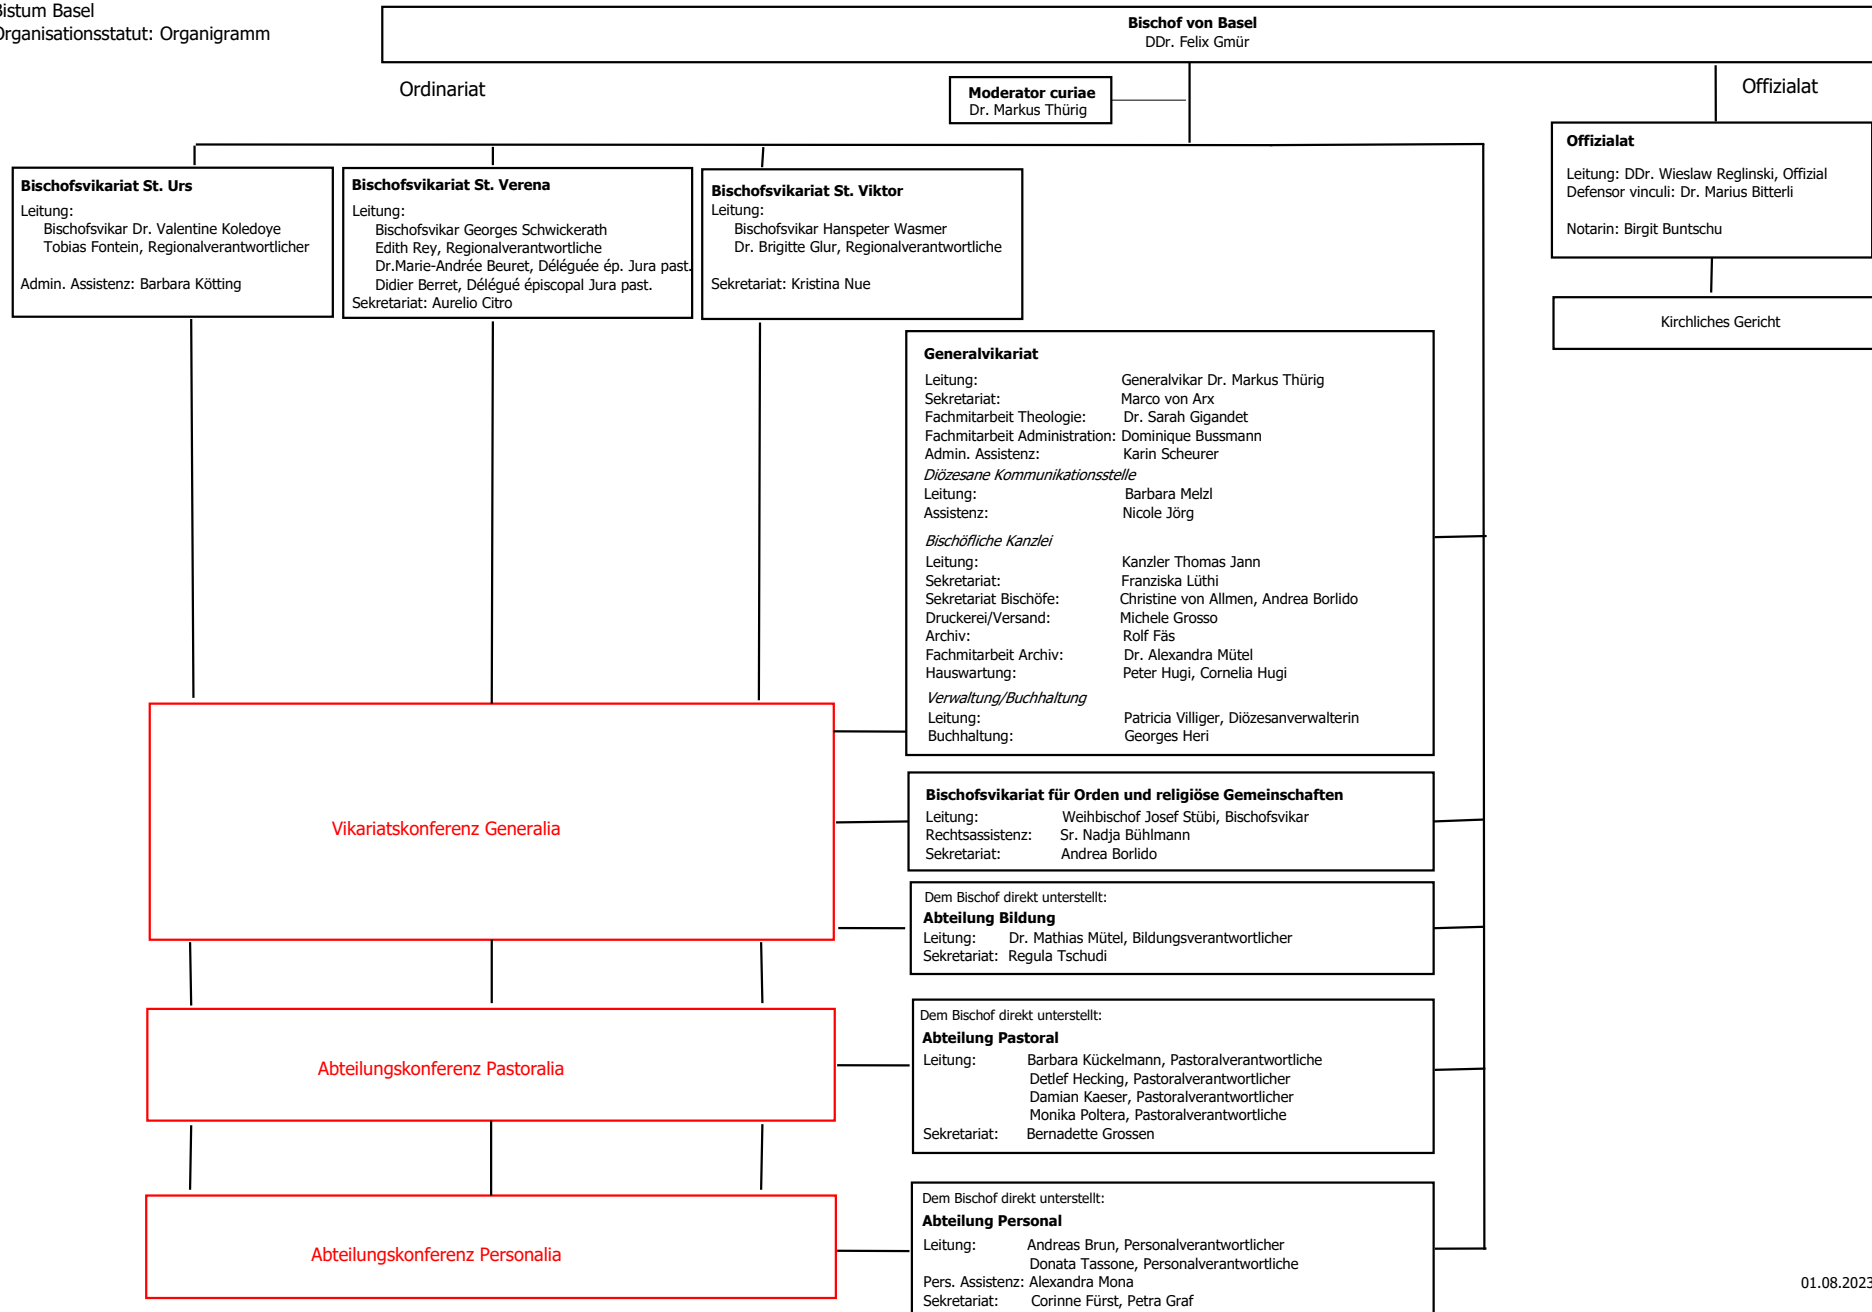 Bistum Basel
Organisationsstatut: Organigramm
Bischof von Basel
DDr. Felix Gmür
Ordinariat
Moderator curiae
Dr. Markus Thürig
Offizialat
Bischofsvikariat St. Urs
Leitung:
Bischofsvikar Dr. Valentine Koledoye
Tobias Fontein, Regionalverantwortlicher
Admin. Assistenz: Barbara Kötting
Bischofsvikariat St. Verena
Leitung:
Bischofsvikar Georges Schwickerath
Edith Rey, Regionalverantwortliche
Dr.Marie-Andrée Beuret, Déléguée ép. Jura past.
Didier Berret, Délégué épiscopal Jura past.
Sekretariat: Aurelio Citro
Bischofsvikariat St. Viktor
Leitung:
Bischofsvikar Hanspeter Wasmer
Dr. Brigitte Glur, Regionalverantwortliche
Sekretariat: Kristina Nue
Offizialat
Leitung: DDr. Wieslaw Reglinski, Offizial
Defensor vinculi: Dr. Marius Bitterli
Notarin: Birgit Buntschu
Kirchliches Gericht
Generalvikariat
Leitung: Generalvikar Dr. Markus Thürig
Sekretariat: Marco von Arx
Fachmitarbeit Theologie: Dr. Sarah Gigandet
Fachmitarbeit Administration: Dominique Bussmann
Admin. Assistenz: Karin Scheurer
Diözesane Kommunikationsstelle
Leitung: Barbara Melzl
Assistenz: Nicole Jörg
Bischöfliche Kanzlei
Leitung: Kanzler Thomas Jann
Sekretariat: Franziska Lüthi
Sekretariat Bischöfe: Christine von Allmen, Andrea Borlido
Druckerei/Versand: Michele Grosso
Archiv: Rolf Fäs
Fachmitarbeit Archiv: Dr. Alexandra Mütel
Hauswartung: Peter Hugi, Cornelia Hugi
Verwaltung/Buchhaltung
Leitung: Patricia Villiger, Diözesanverwalterin
Buchhaltung: Georges Heri
Vikariatskonferenz Generalia
Bischofsvikariat für Orden und religiöse Gemeinschaften
Leitung: Weihbischof Josef Stübi, Bischofsvikar
Rechtsassistenz: Sr. Nadja Bühlmann
Sekretariat: Andrea Borlido
Dem Bischof direkt unterstellt:
Abteilung Bildung
Leitung: Dr. Mathias Mütel, Bildungsverantwortlicher
Sekretariat: Regula Tschudi
Abteilungskonferenz Pastoralia
Dem Bischof direkt unterstellt:
Abteilung Pastoral
Leitung: Barbara Kückelmann, Pastoralverantwortliche
Detlef Hecking, Pastoralverantwortlicher
Damian Kaeser, Pastoralverantwortlicher
Monika Poltera, Pastoralverantwortliche
Sekretariat: Bernadette Grossen
Abteilungskonferenz Personalia
Dem Bischof direkt unterstellt:
Abteilung Personal
Leitung: Andreas Brun, Personalverantwortlicher
Donata Tassone, Personalverantwortliche
Pers. Assistenz: Alexandra Mona
Sekretariat: Corinne Fürst, Petra Graf
01.08.2023